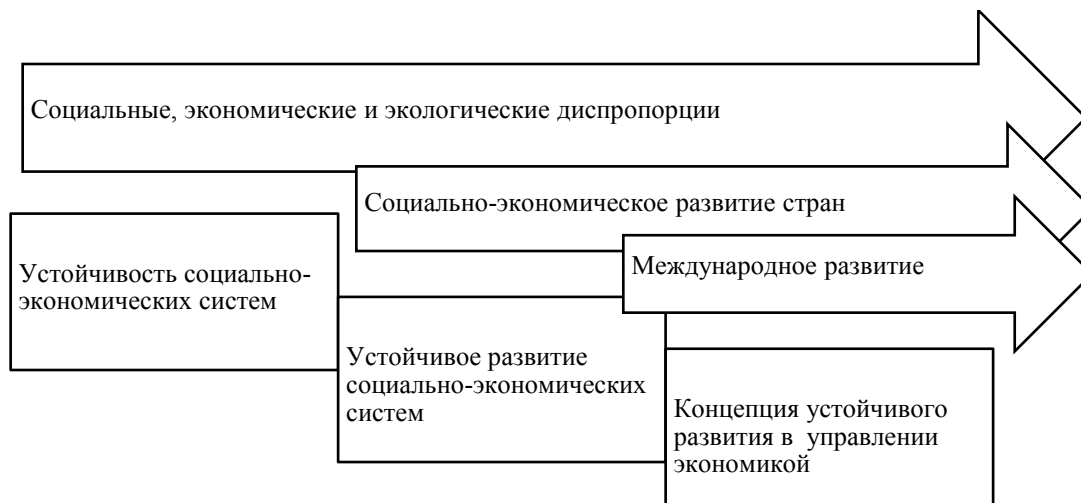 Социальные, экономические и экологические диспропорции
Социально-экономическое развитие стран
Международное развитие
Устойчивость социально-
экономических систем
Устойчивое развитие
социально-экономических
систем
Концепция устойчивого
развития в управлении
экономикой